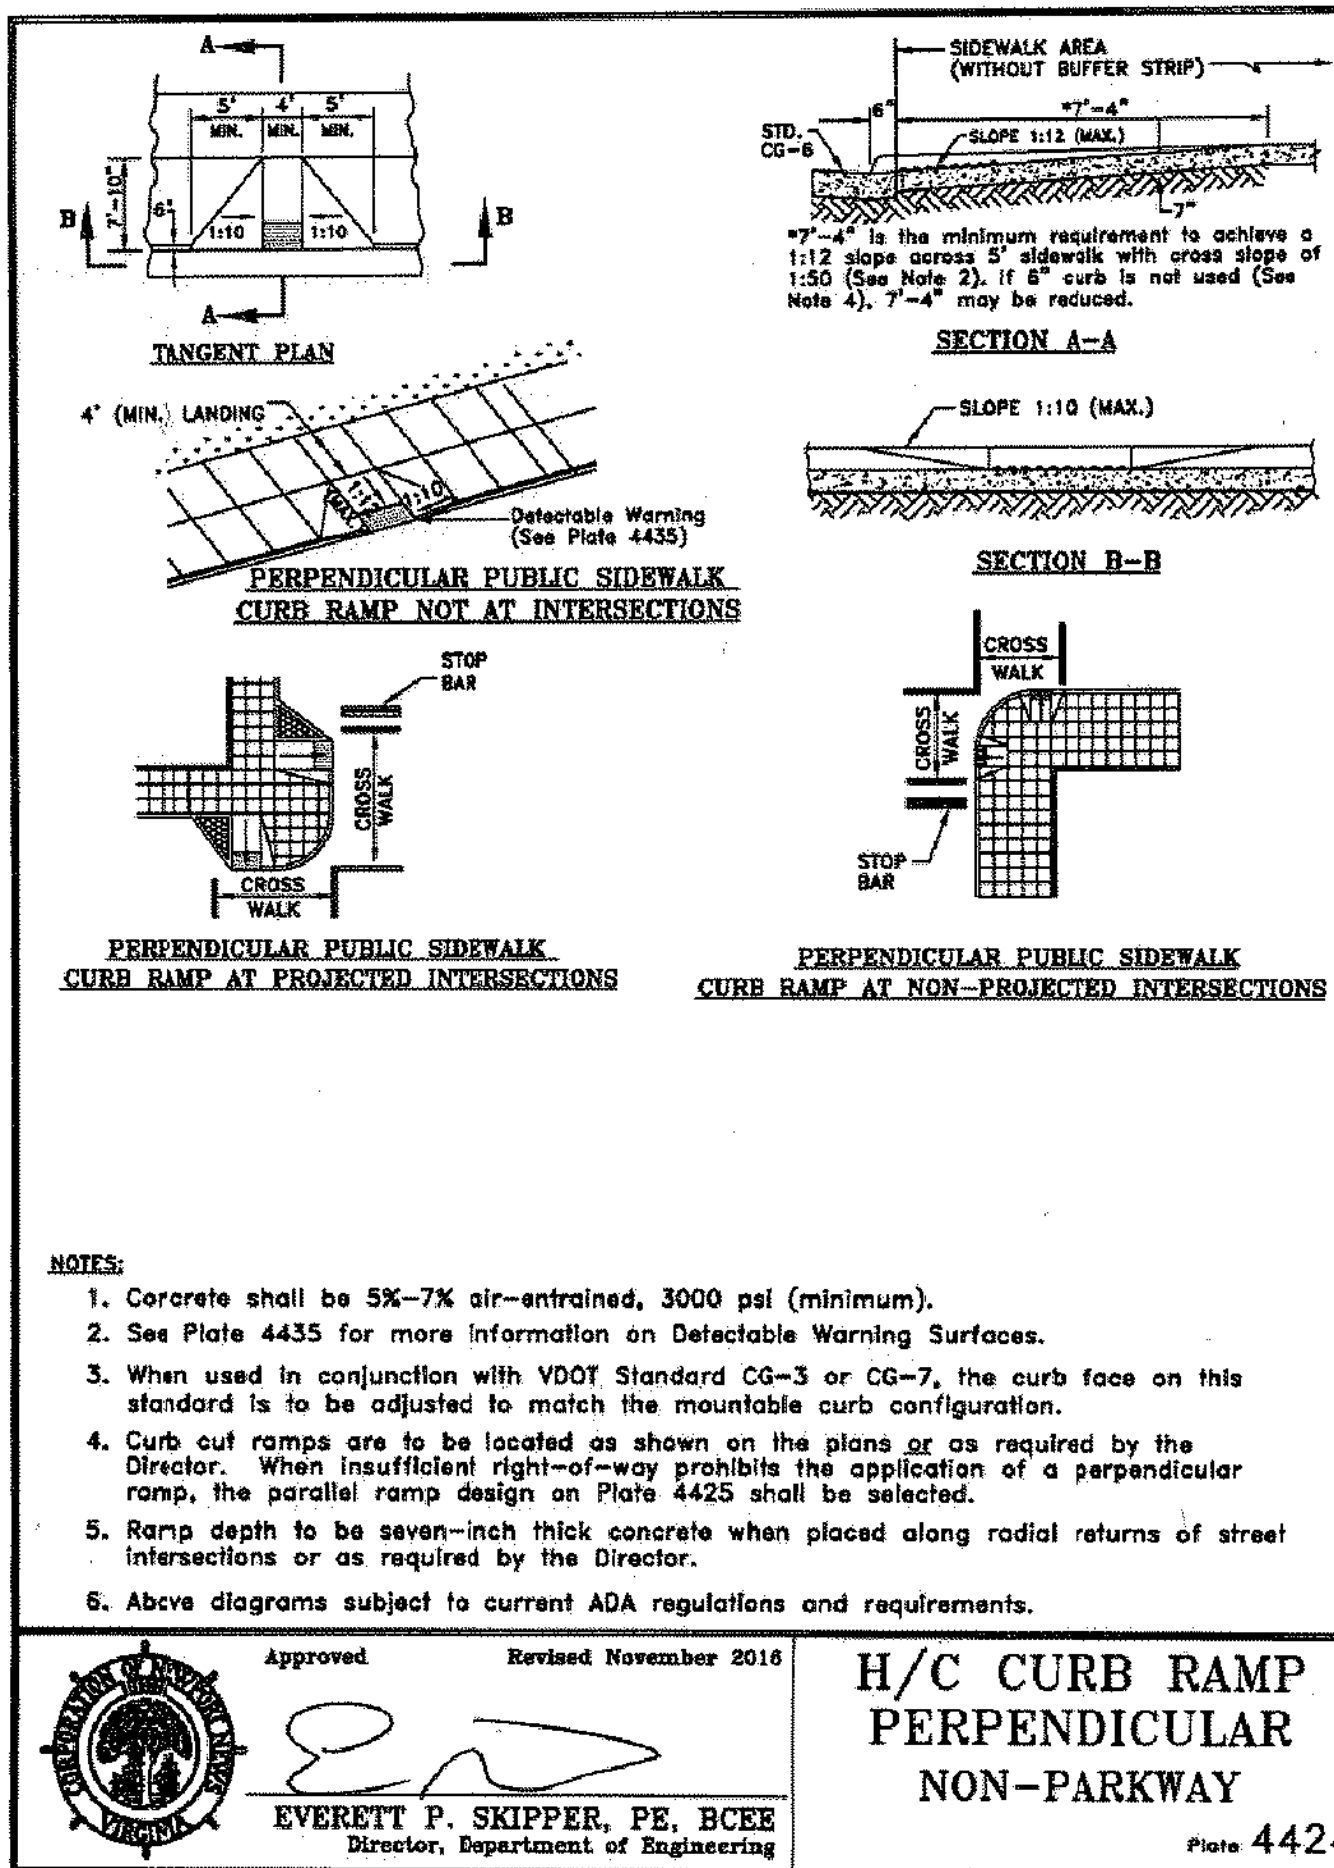 A
5' 4' 5'
MIN. MIN. MIN.
7'-10"
6"
B
1:10 1:10
B
A
TANGENT PLAN
SIDEWALK AREA
(WITHOUT BUFFER STRIP)
6"
*7'-4"
STD.
CG-6
SLOPE 1:12 (MAX.)
7"
*7'-4" is the minimum requirement to achieve a
1:12 slope across 5' sidewalk with cross slope of
1:50 (See Note 2). If 6" curb is not used (See
Note 4), 7'-4" may be reduced.
SECTION A-A
4' (MIN.) LANDING
1:12
(MAX.)
1:10
Detectable Warning
(See Plate 4435)
PERPENDICULAR PUBLIC SIDEWALK
CURB RAMP NOT AT INTERSECTIONS
SLOPE 1:10 (MAX.)
SECTION B-B
STOP
BAR
CROSS
WALK
CROSS
WALK
PERPENDICULAR PUBLIC SIDEWALK
CURB RAMP AT PROJECTED INTERSECTIONS
CROSS
WALK
CROSS
WALK
STOP
BAR
PERPENDICULAR PUBLIC SIDEWALK
CURB RAMP AT NON-PROJECTED INTERSECTIONS
NOTES:
1. Corcrete shall be 5%-7% air-entrained, 3000 psi (minimum).
2. See Plate 4435 for more information on Detectable Warning Surfaces.
3. When used in conjunction with VDOT Standard CG-3 or CG-7, the curb face on this
standard is to be adjusted to match the mountable curb configuration.
4. Curb cut ramps are to be located as shown on the plans or as required by the
Director. When insufficient right-of-way prohibits the application of a perpendicular
ramp, the parallel ramp design on Plate 4425 shall be selected.
5. Ramp depth to be seven-inch thick concrete when placed along radial returns of street
intersections or as required by the Director.
6. Above diagrams subject to current ADA regulations and requirements.
CORPORATION OF NEWPORT NEWS
VIRGINIA
Approved Revised November 2016
EVERETT P. SKIPPER, PE, BCEE
Director, Department of Engineering
H/C CURB RAMP
PERPENDICULAR
NON-PARKWAY
Plate 442